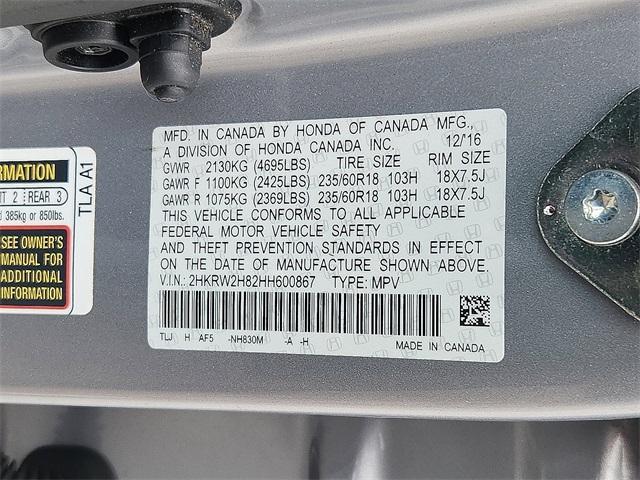 MFD. IN CANADA BY HONDA OF CANADA MFG.,
A DIVISION OF HONDA CANADA INC. 12/'16
GVWR 2130KG (4695LBS) TIRE SIZE RIM SIZE
GAWR F 1100KG (2425LBS) 235/60R18 103H 18X7.5J
GAWR R 1075KG (2369LBS) 235/60R18 103H 18X7.5J
THIS VEHICLE CONFORMS TO ALL APPLICABLE
FEDERAL MOTOR VEHICLE SAFETY
AND THEFT PREVENTION STANDARDS IN EFFECT
ON THE DATE OF MANUFACTURE SHOWN ABOVE.
V.I.N.: 2HKRW2H82HH600867 TYPE: MPV
TLJ H AF5 -NH830M -A -H
MADE IN CANADA
2 REAR 3
385kg or 850lbs.
SEE OWNER'S
MANUAL FOR
ADDITIONAL
INFORMATION
TLA A1